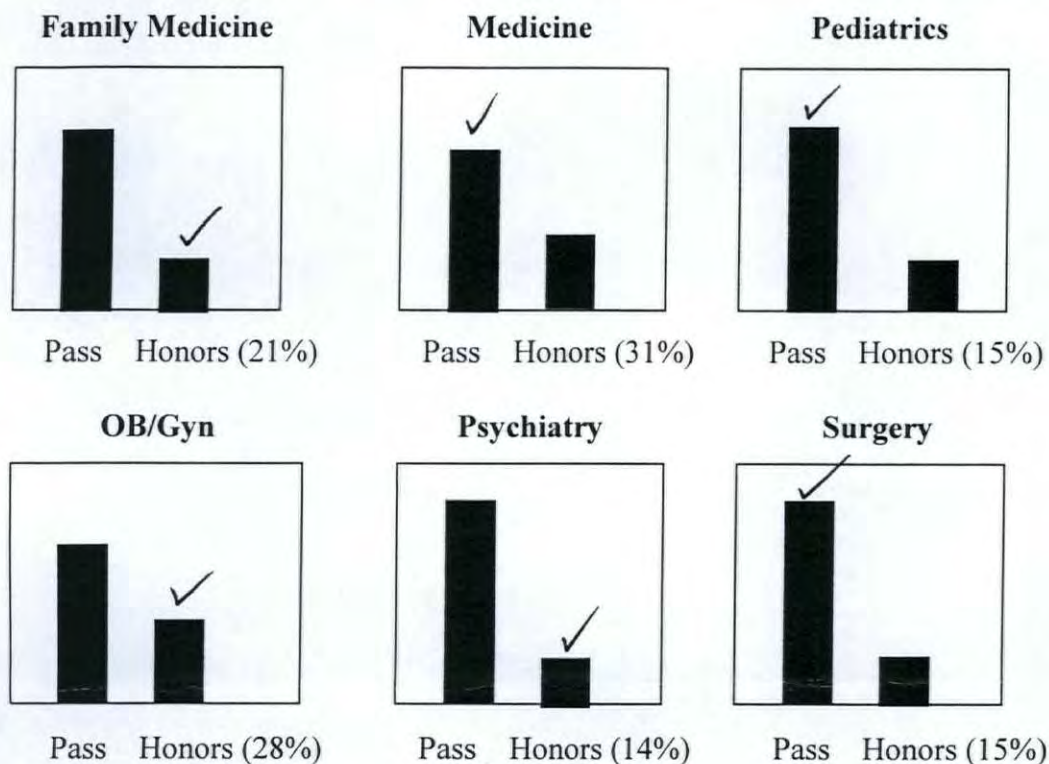 Family Medicine Medicine Pediatrics
Pass Honors (21%) Pass Honors (31%) Pass Honors (15%)
OB/Gyn Psychiatry Surgery
Pass Honors (28%) Pass Honors (14%) Pass Honors (15%)